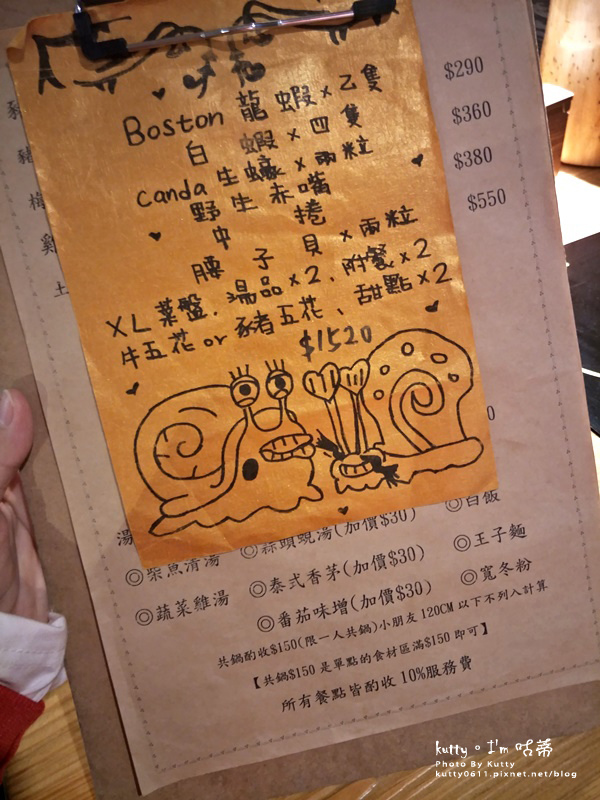 Boston 龍蝦×乙隻
白蝦×四隻
canda 生蠔×兩粒
野生赤嘴
中捲
腰子貝×兩粒
XL菜盤.湯品×2、附餐×2
牛五花or豬五花、甜點×2
$1520
$290
$360
$380
$550
雞
土
湯
◎柴魚清湯
◎蒜頭蜆湯(加價$30)
◎白飯
◎蔬菜雞湯
◎泰式香茅(加價$30)
◎王子麵
◎番茄味增(加價$30)
◎寬冬粉
共鍋酌收$150(限一人共鍋)小朋友120CM以下不列入計算
【共鍋$150是單點的食材區滿$150即可】
所有餐點皆酌收10%服務費
kutty。I'm 咕蒂
Photo By Kutty
kutty0611.pixnet.net/blog